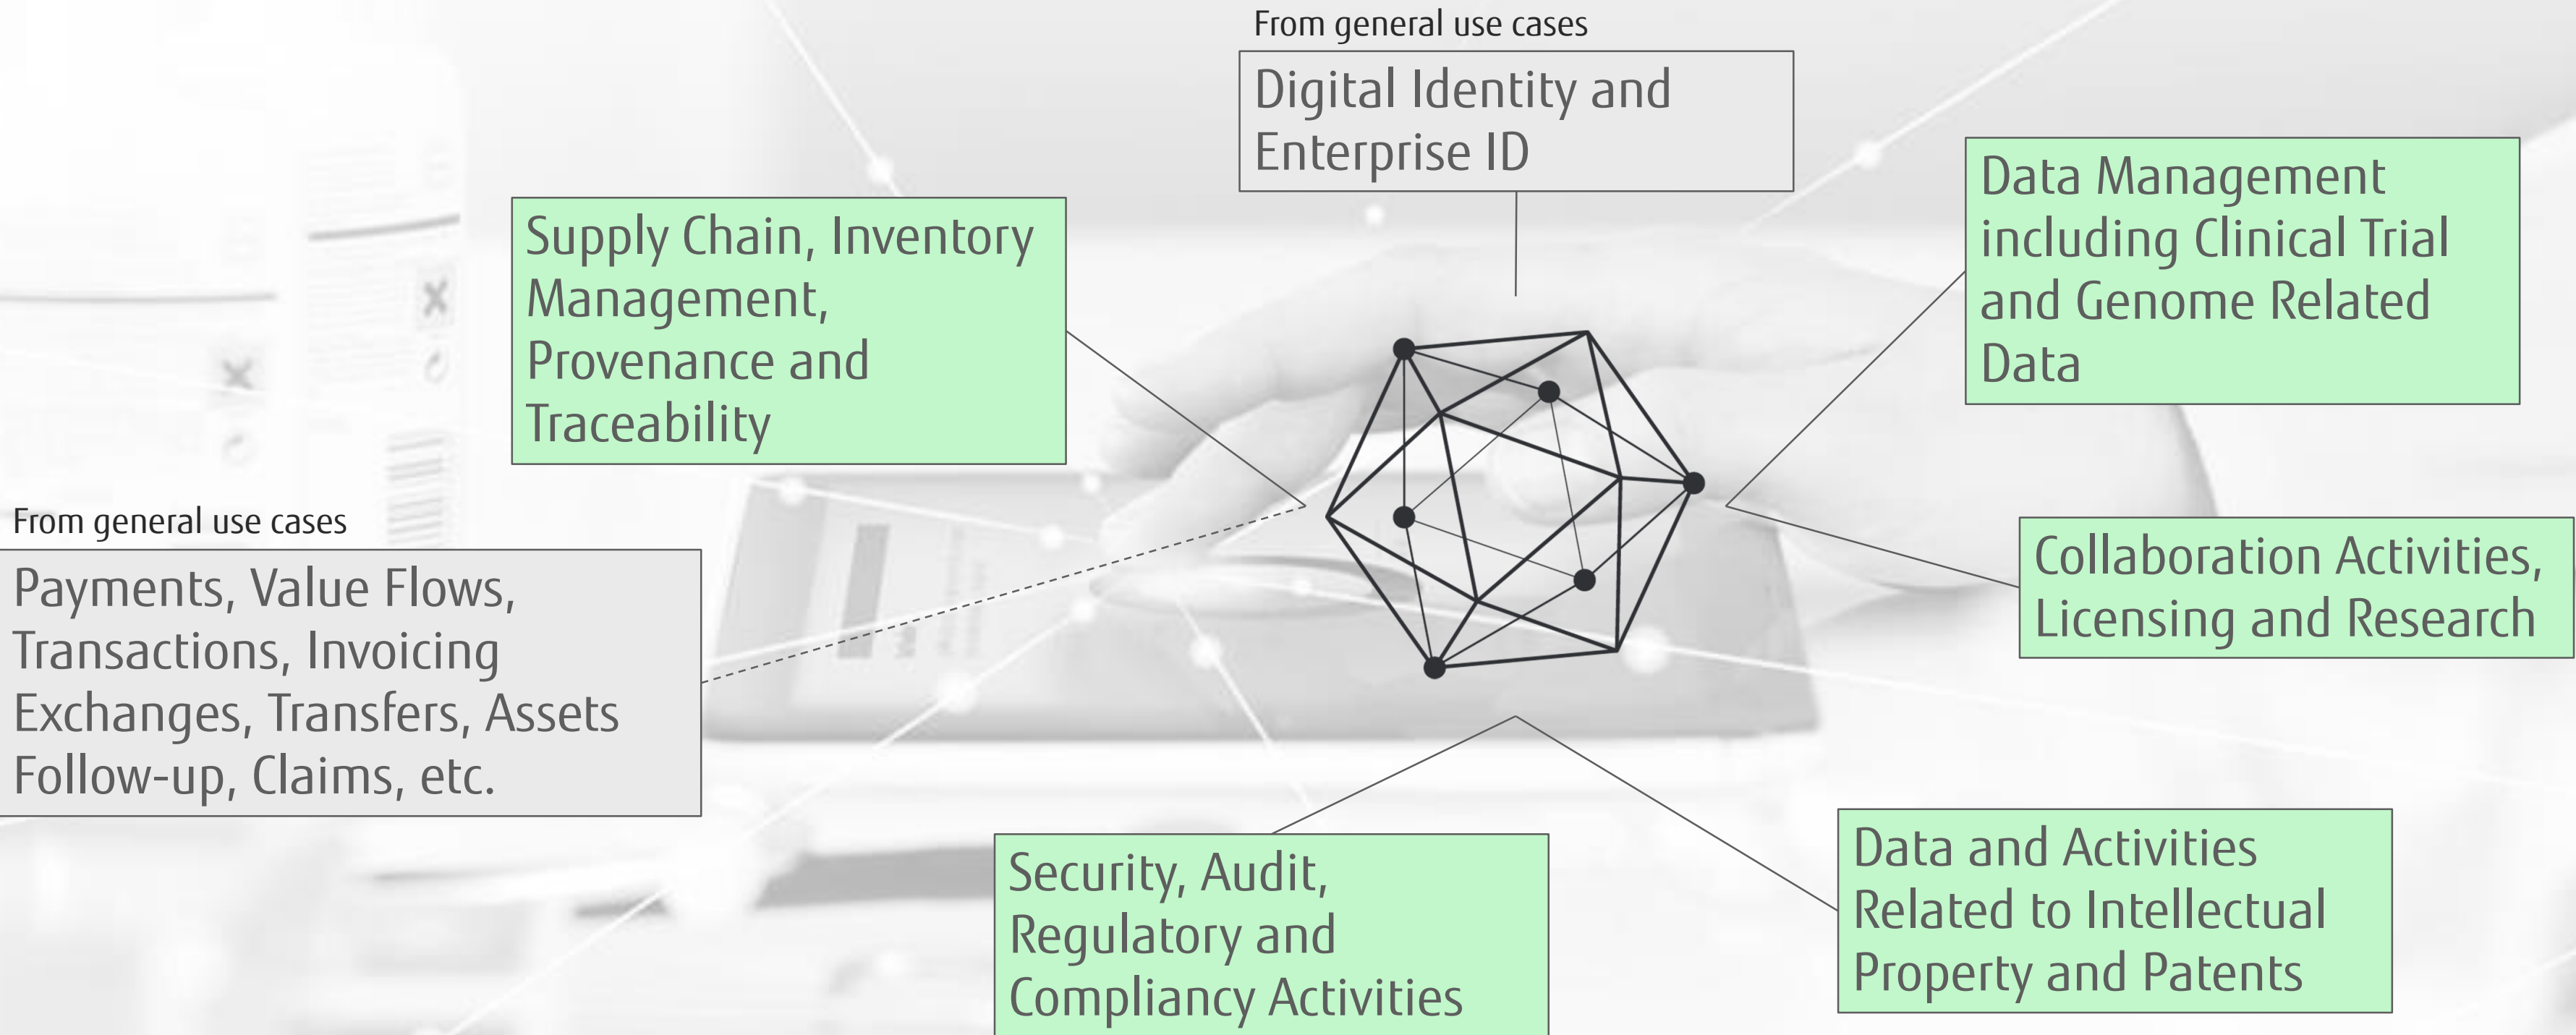 From general use cases
Digital Identity and
Enterprise ID
Supply Chain, Inventory
Management,
Provenance and
Traceability
Data Management
including Clinical Trial
and Genome Related
Data
From general use cases
Payments, Value Flows,
Transactions, Invoicing
Exchanges, Transfers, Assets
Follow-up, Claims, etc.
Collaboration Activities,
Licensing and Research
Security, Audit,
Regulatory and
Compliancy Activities
Data and Activities
Related to Intellectual
Property and Patents